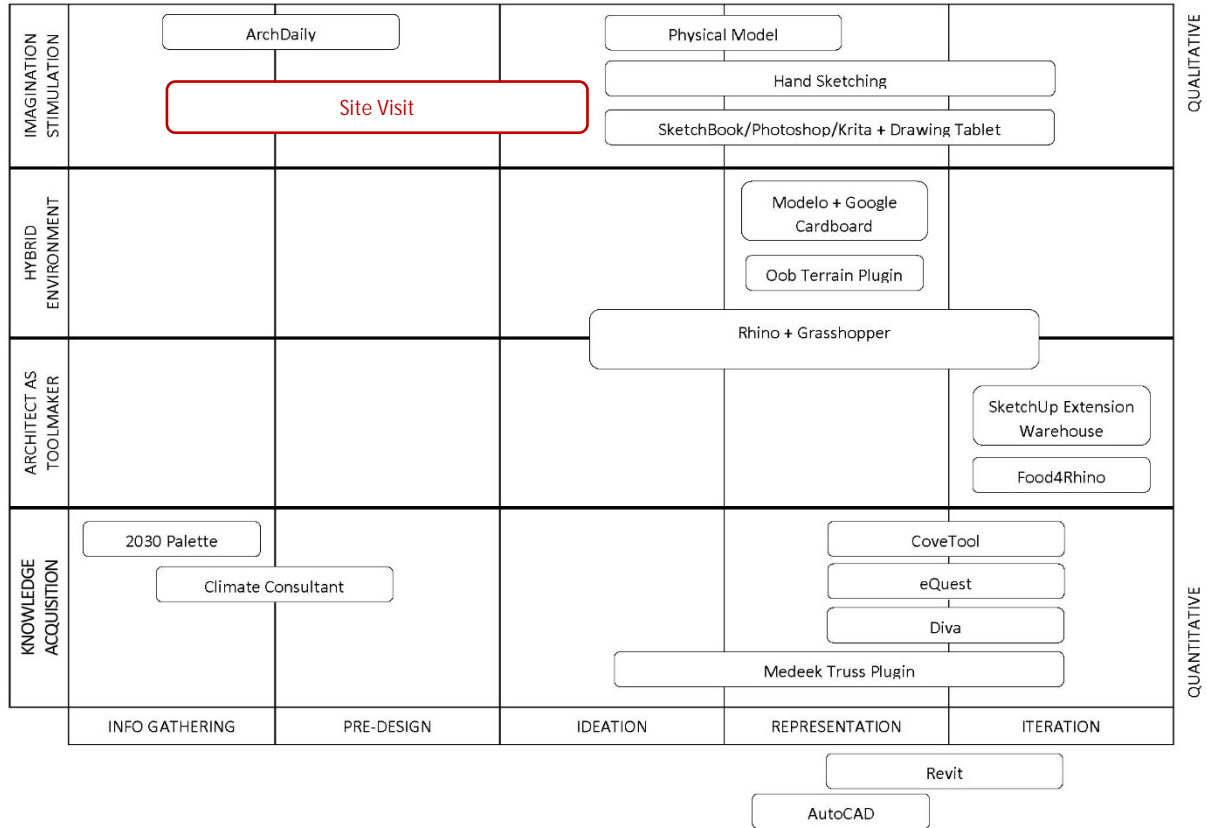 IMAGINATION
STIMULATION
ArchDaily
Physical Model
QUALITATIVE
Site Visit
Hand Sketching
SketchBook/Photoshop/Krita + Drawing Tablet
HYBRID
ENVIRONMENT
Modelo + Google
Cardboard
Oob Terrain Plugin
Rhino + Grasshopper
ARCHITECT AS
TOOLMAKER
SketchUp Extension
Warehouse
Food4Rhino
KNOWLEDGE
ACQUISITION
2030 Palette
CoveTool
Climate Consultant
eQuest
Diva
Medeek Truss Plugin
QUANTITATIVE
INFO GATHERING
PRE-DESIGN
IDEATION
REPRESENTATION
ITERATION
Revit
AutoCAD